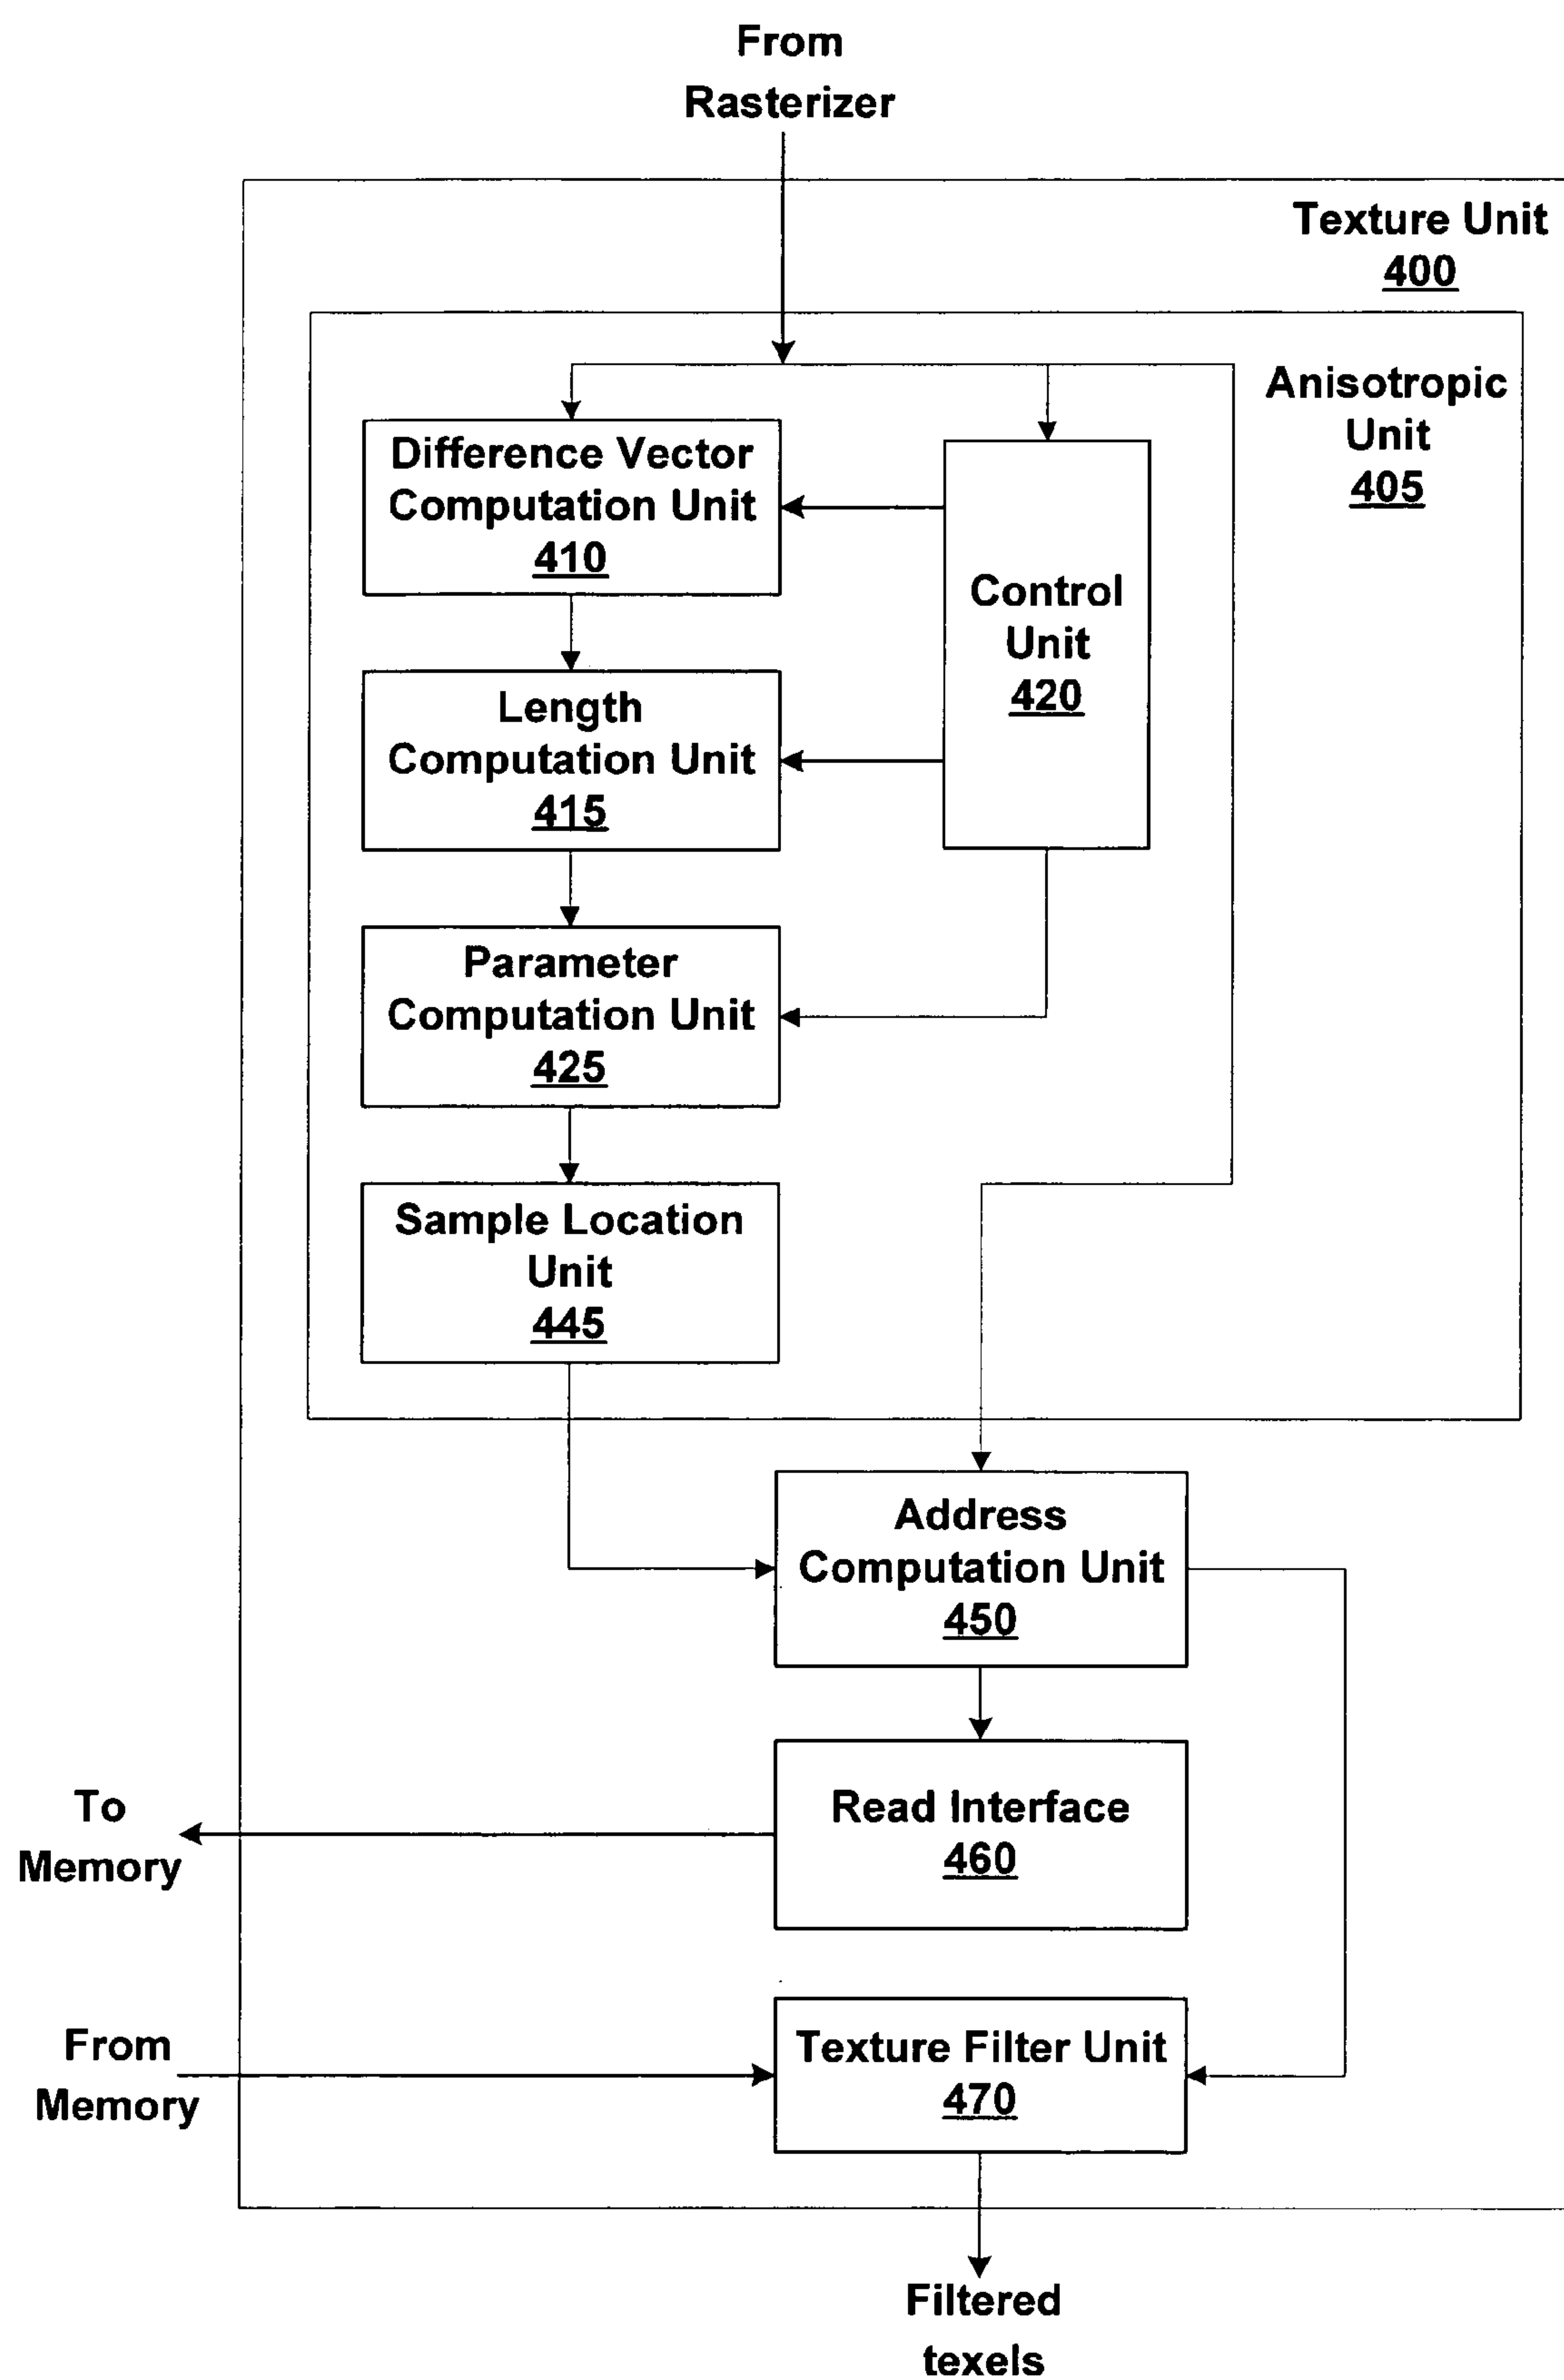 From
Rasterizer
Texture Unit
400
Anisotropic
Unit
405
Difference Vector
Computation Unit
410
Control
Unit
420
Length
Computation Unit
415
Parameter
Computation Unit
425
Sample Location
Unit
445
Address
Computation Unit
450
Read Interface
460
To
Memory
Texture Filter Unit
470
From
Memory
Filtered
texels